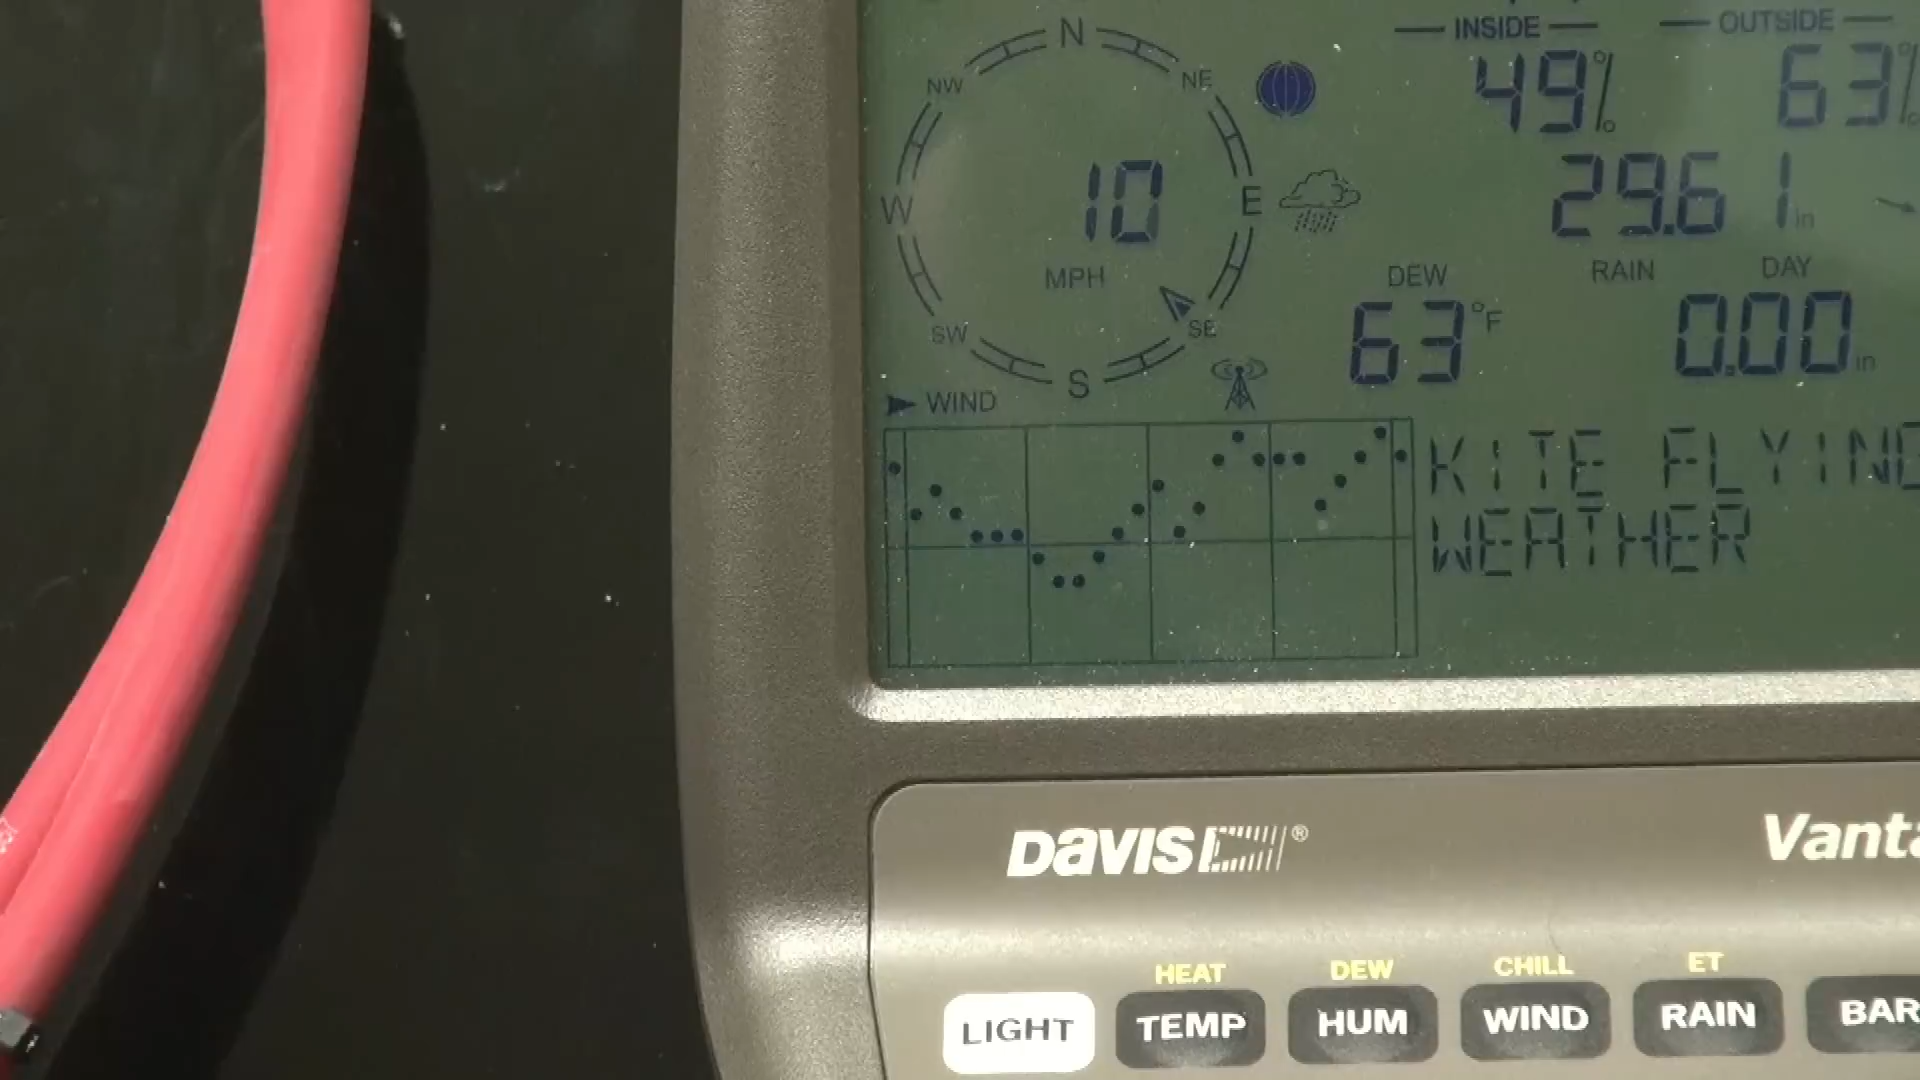 INSIDE OUTSIDE
N
NW NE
49% 63%
W 10 E 29.61 in
MPH
SW SE
S
DEW RAIN DAY
63°F 0.00 in
WIND
KITE FLYING
WEATHER
DAVIS®
HEAT DEW CHILL ET
LIGHT TEMP HUM WIND RAIN BAR